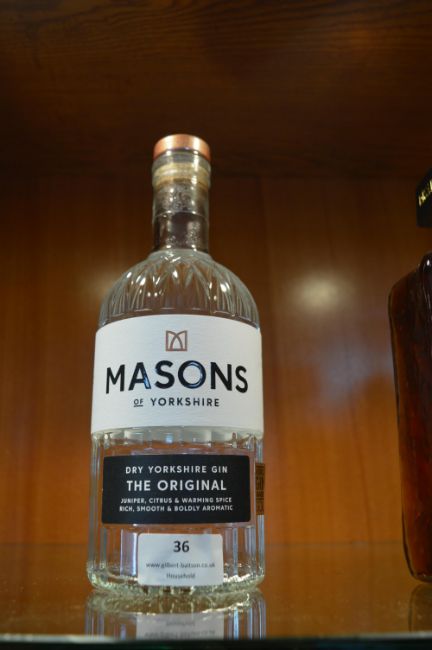 MASONS
OF YORKSHIRE
DRY YORKSHIRE GIN
THE ORIGINAL
JUNIPER, CITRUS & WARMING SPICE
RICH, SMOOTH & BOLDLY AROMATIC
36
www.gilbert-baitson.co.uk
Household